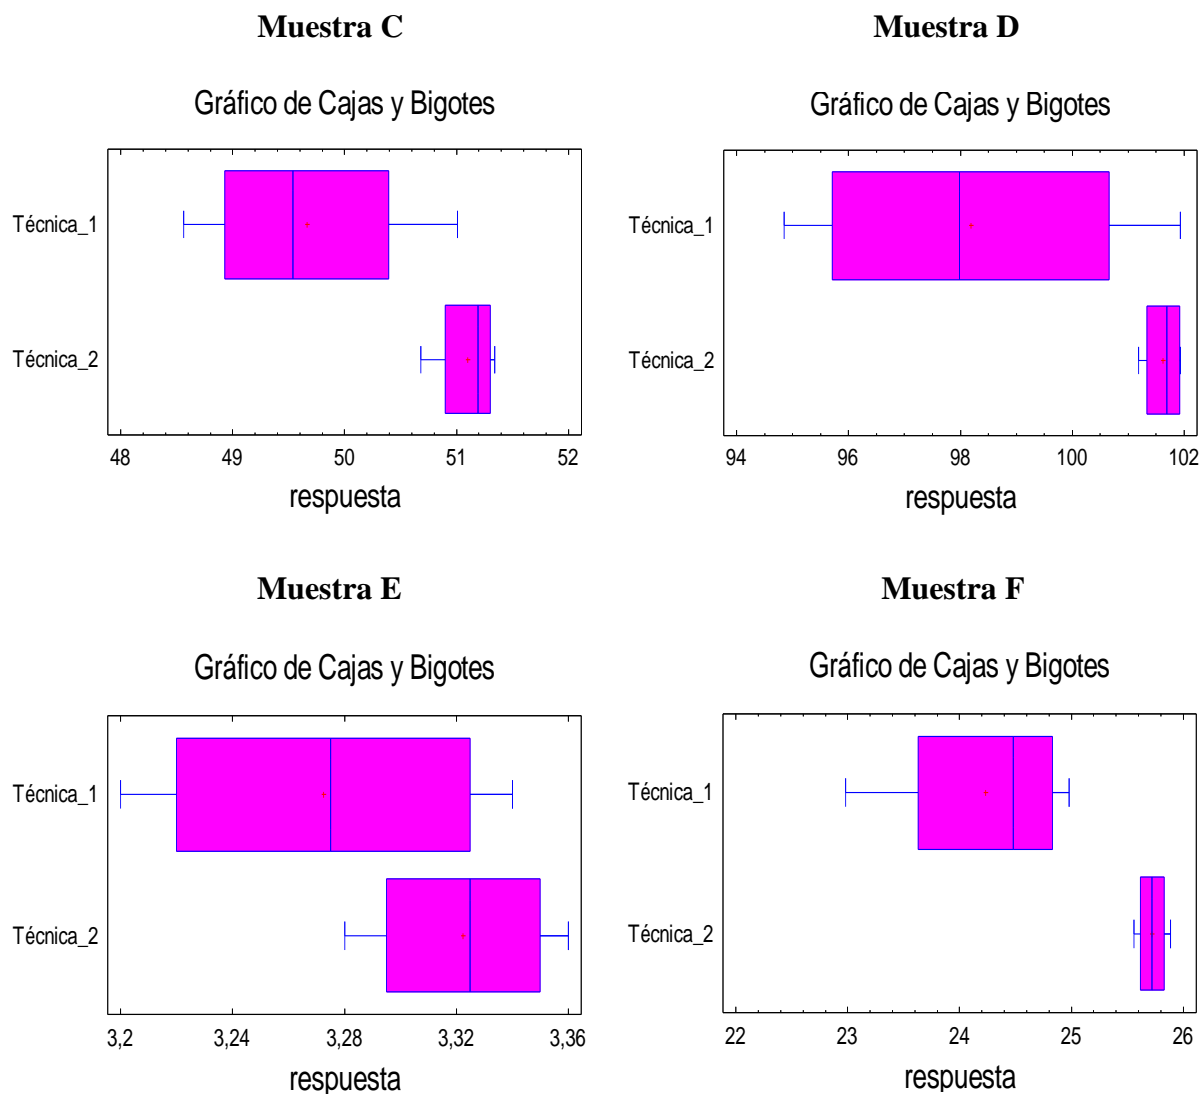 Muestra C
Muestra D
Gráfico de Cajas y Bigotes
Gráfico de Cajas y Bigotes
Técnica_1
Técnica_2
48 49 50 51 52
respuesta
Técnica_1
Técnica_2
94 96 98 100 102
respuesta
Muestra E
Muestra F
Gráfico de Cajas y Bigotes
Gráfico de Cajas y Bigotes
Técnica_1
Técnica_2
3,2 3,24 3,28 3,32 3,36
respuesta
Técnica_1
Técnica_2
22 23 24 25 26
respuesta